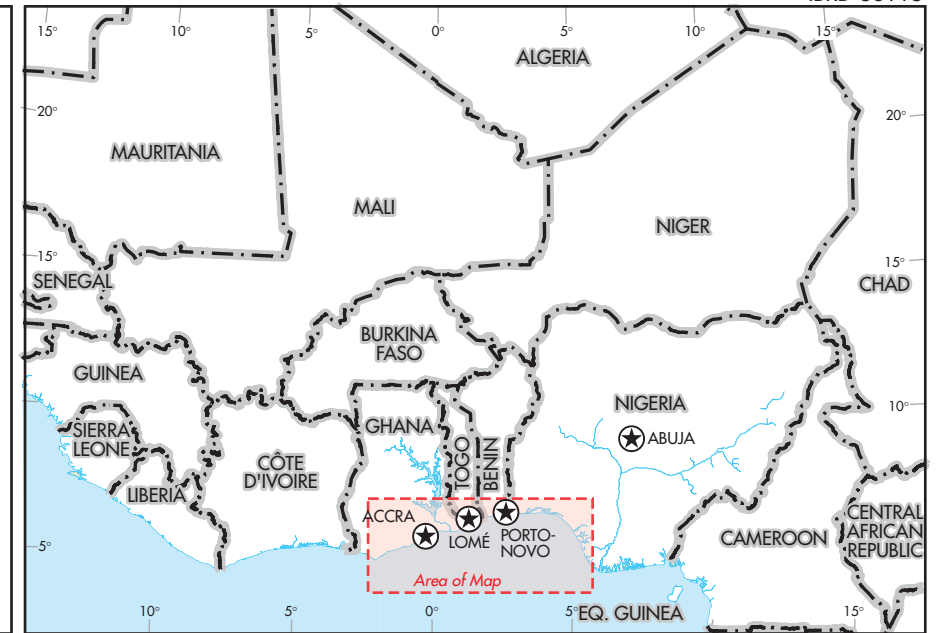 15° 10° 5° 0° 5° 10° 15°
ALGERIA
20° 20°
MAURITANIA
MALI
NIGER
15° 15°
SENEGAL
CHAD
BURKINA
FASO
GUINEA
NIGERIA
10°
GHANA
SIERRA
LEONE
ABUJA
TOGO
BENIN
CÔTE
D'IVOIRE
LIBERIA
ACCRA
LOMÉ
PORTO-
NOVO
CAMEROON
CENTRAL
AFRICAN
REPUBLIC
5°
Area of Map
10° 5° 0° 5° 15°
EQ. GUINEA